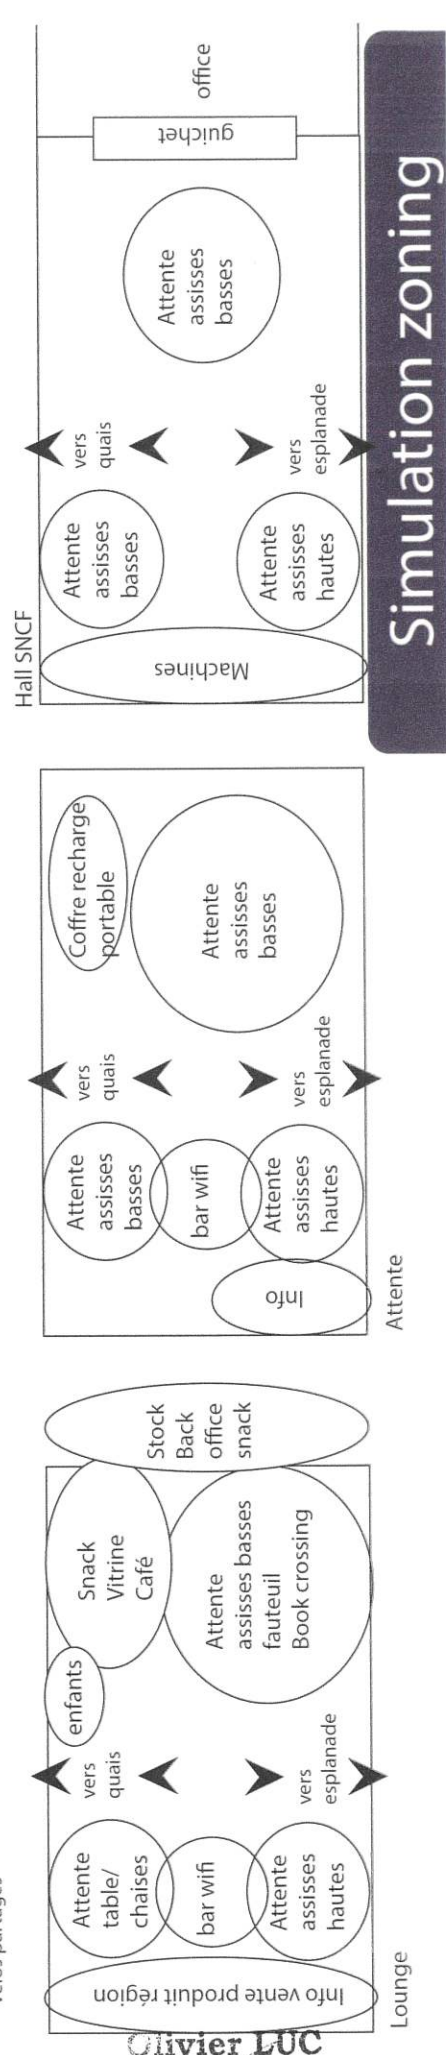 Simulation zoning
Hall SNCF
Machines
Attente
assisses
basses
Attente
assisses
hautes
vers
quais
vers
esplanade
Attente
assisses
basses
guichet
office
Attente
Info
Attente
assisses
basses
bar wifi
Attente
assisses
hautes
vers
quais
vers
esplanade
Coffre recharge
portable
Attente
assisses
basses
Lounge
Info vente produit région
Attente
table/
chaises
bar wifi
Attente
assisses
hautes
vers
quais
vers
esplanade
enfants
Snack
Vitrine
Café
Attente
assisses basses
fauteuil
Book crossing
Stock
Back
office
snack
Olivier LUC